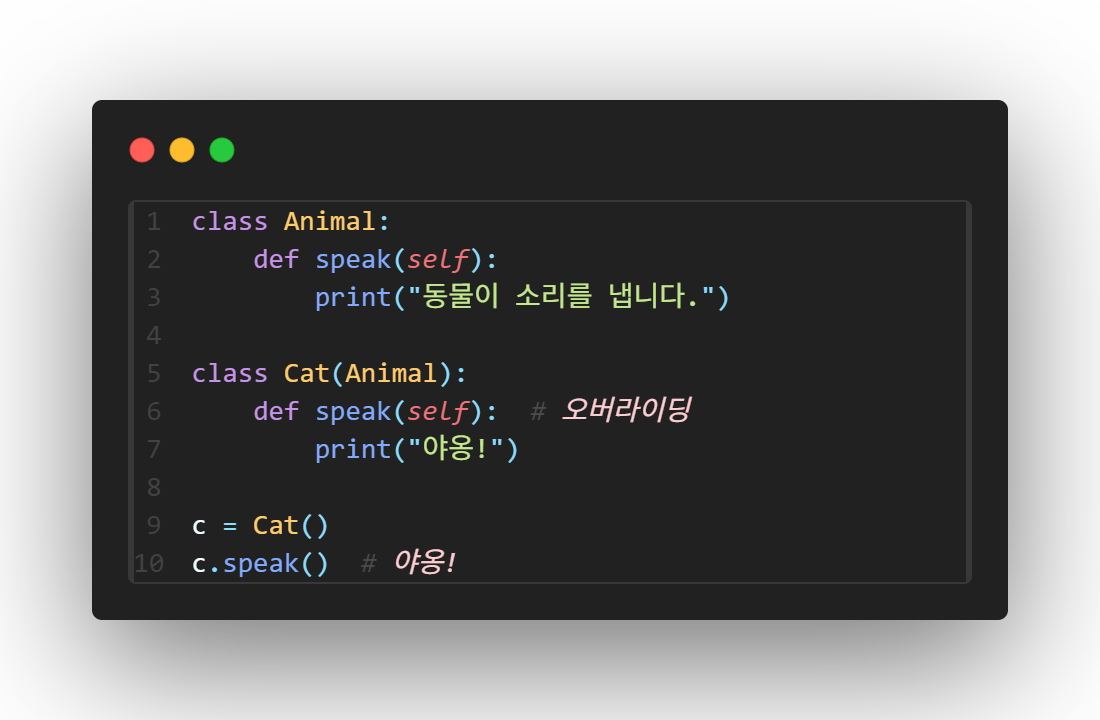 1 class Animal:
2     def speak(self):
3         print("동물이 소리를 냅니다.")
4
5 class Cat(Animal):
6     def speak(self):  # 오버라이딩
7         print("야옹!")
8
9 c = Cat()
10 c.speak()  # 야옹!